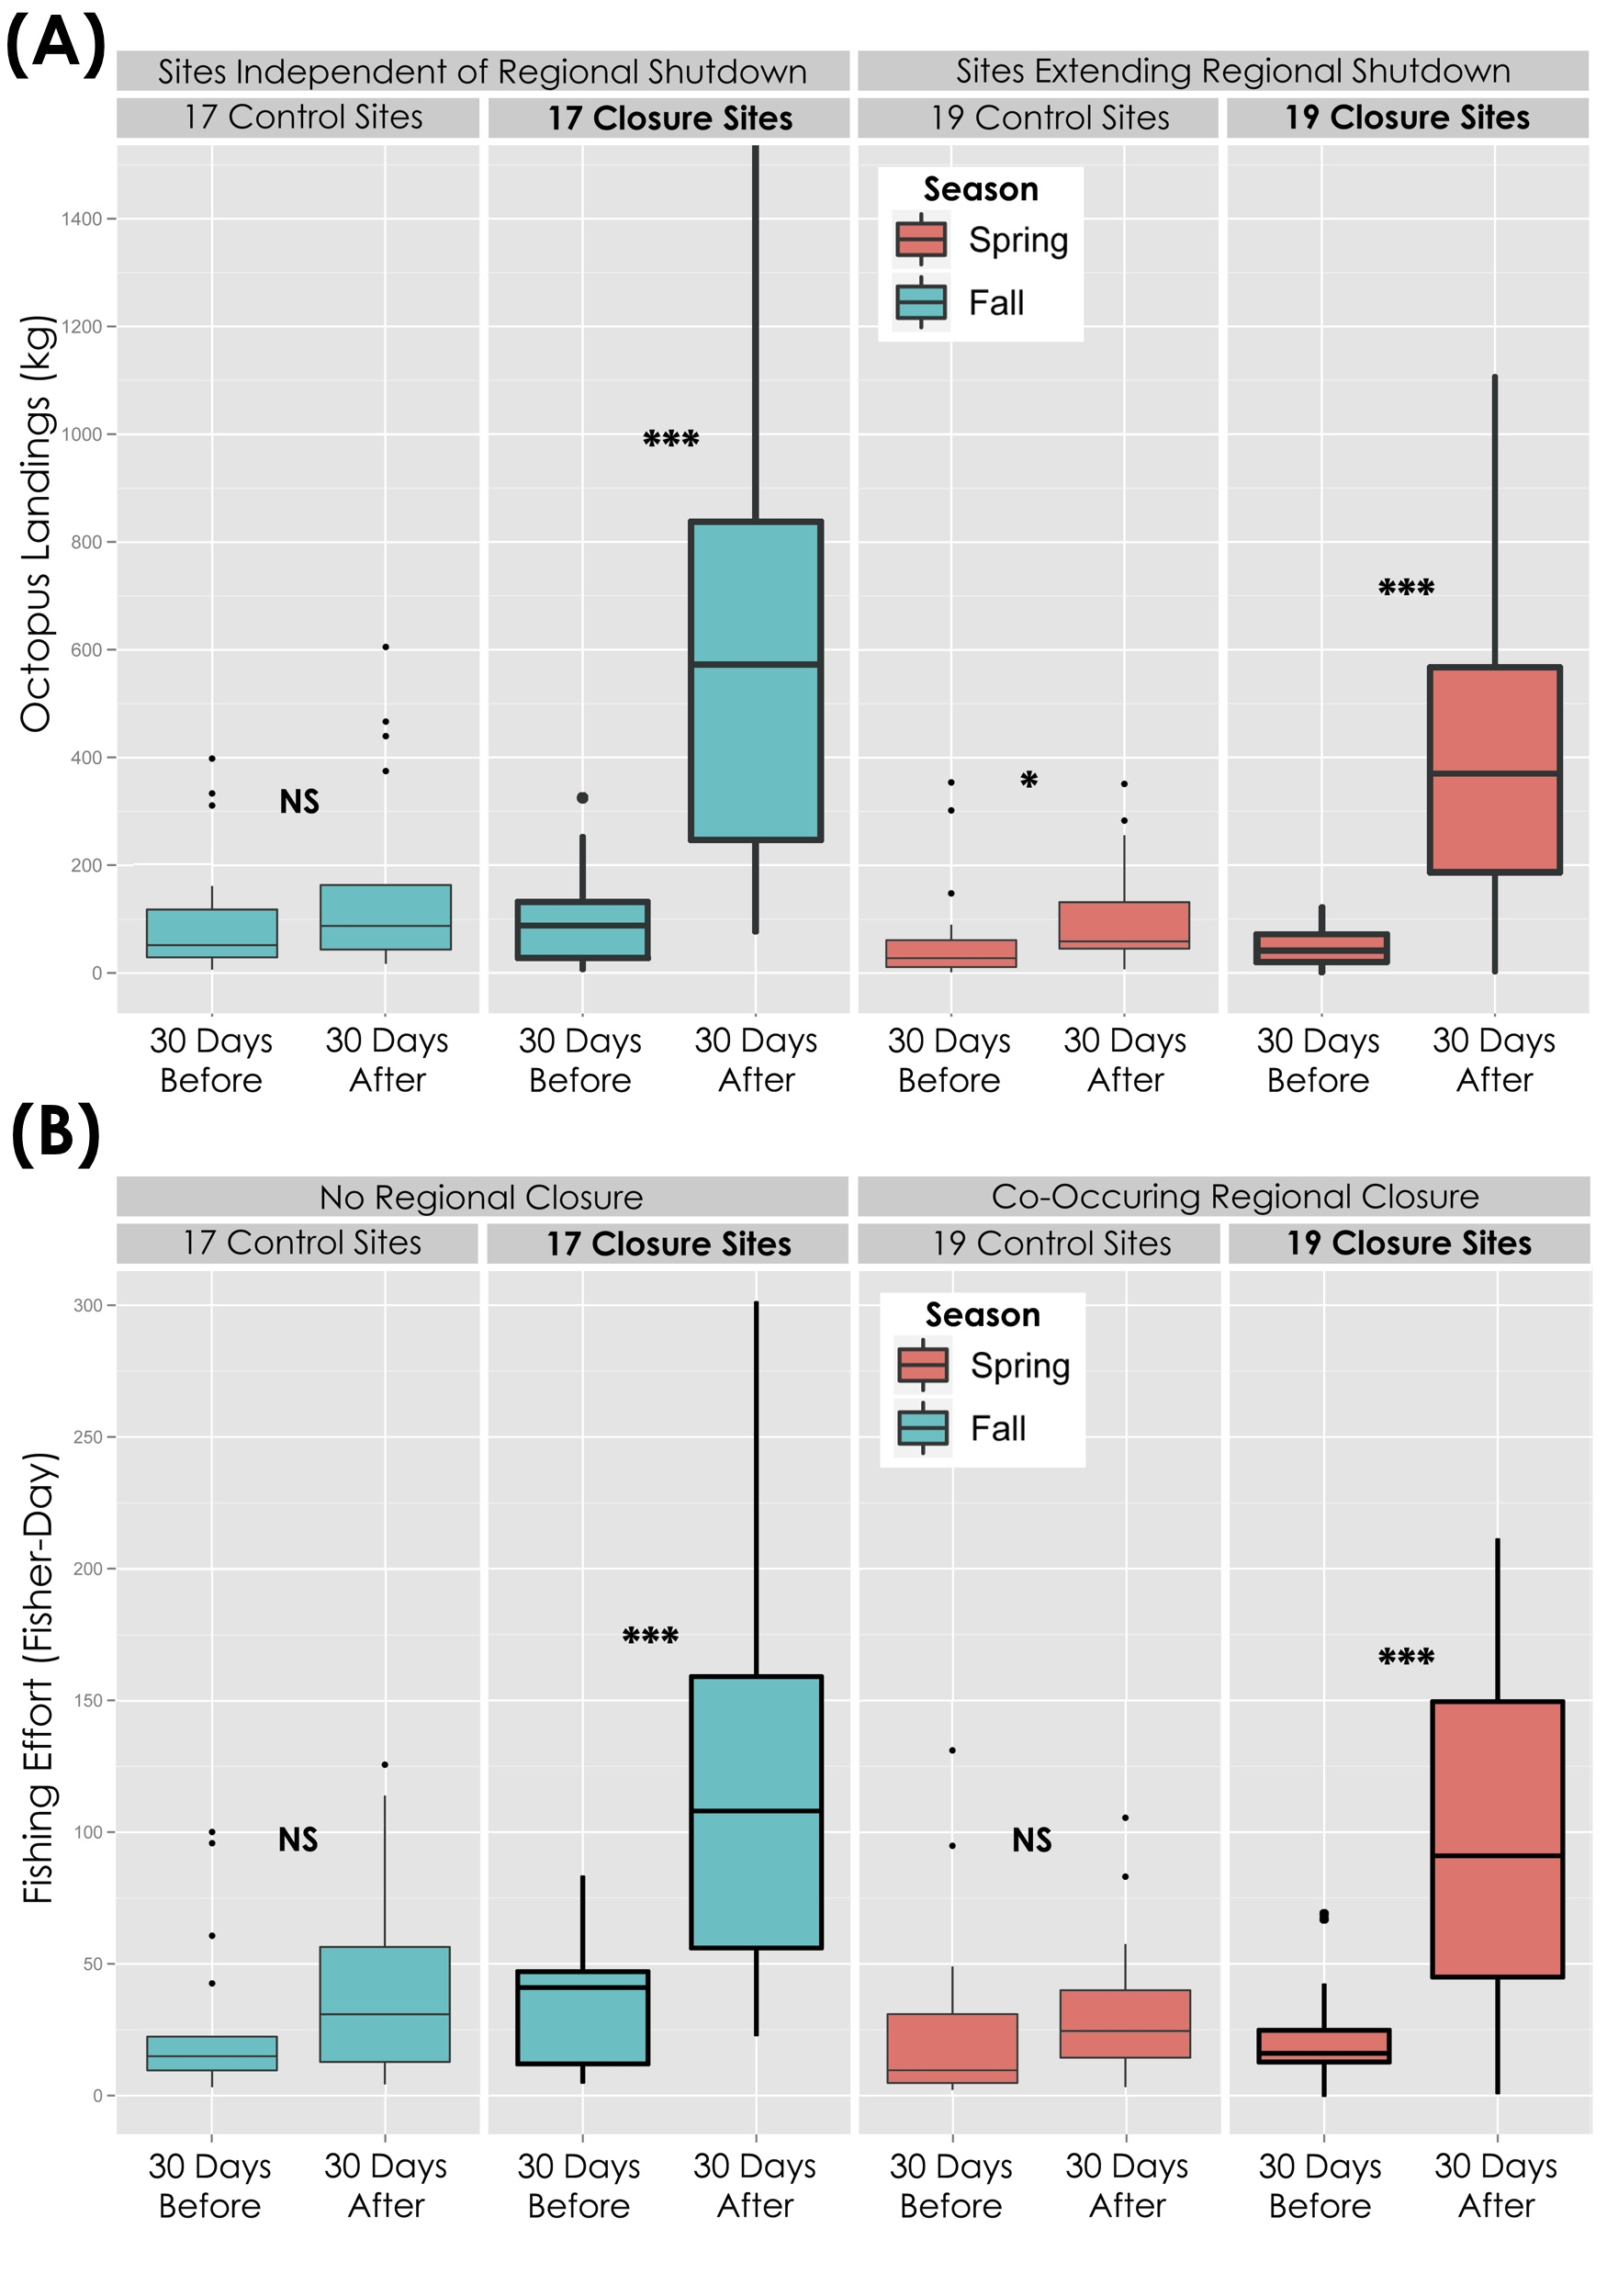 (A)
Sites Independent of Regional Shutdown
Sites Extending Regional Shutdown
17 Control Sites
17 Closure Sites
19 Control Sites
19 Closure Sites
Octopus Landings (kg)
1400
1200
1000
800
600
400
200
0
Season
Spring
Fall
NS
***
*
***
30 Days
Before
30 Days
After
30 Days
Before
30 Days
After
30 Days
Before
30 Days
After
30 Days
Before
30 Days
After
(B)
No Regional Closure
Co-Occuring Regional Closure
17 Control Sites
17 Closure Sites
19 Control Sites
19 Closure Sites
Fishing Effort (Fisher-Day)
300
250
200
150
100
50
0
Season
Spring
Fall
NS
***
NS
***
30 Days
Before
30 Days
After
30 Days
Before
30 Days
After
30 Days
Before
30 Days
After
30 Days
Before
30 Days
After